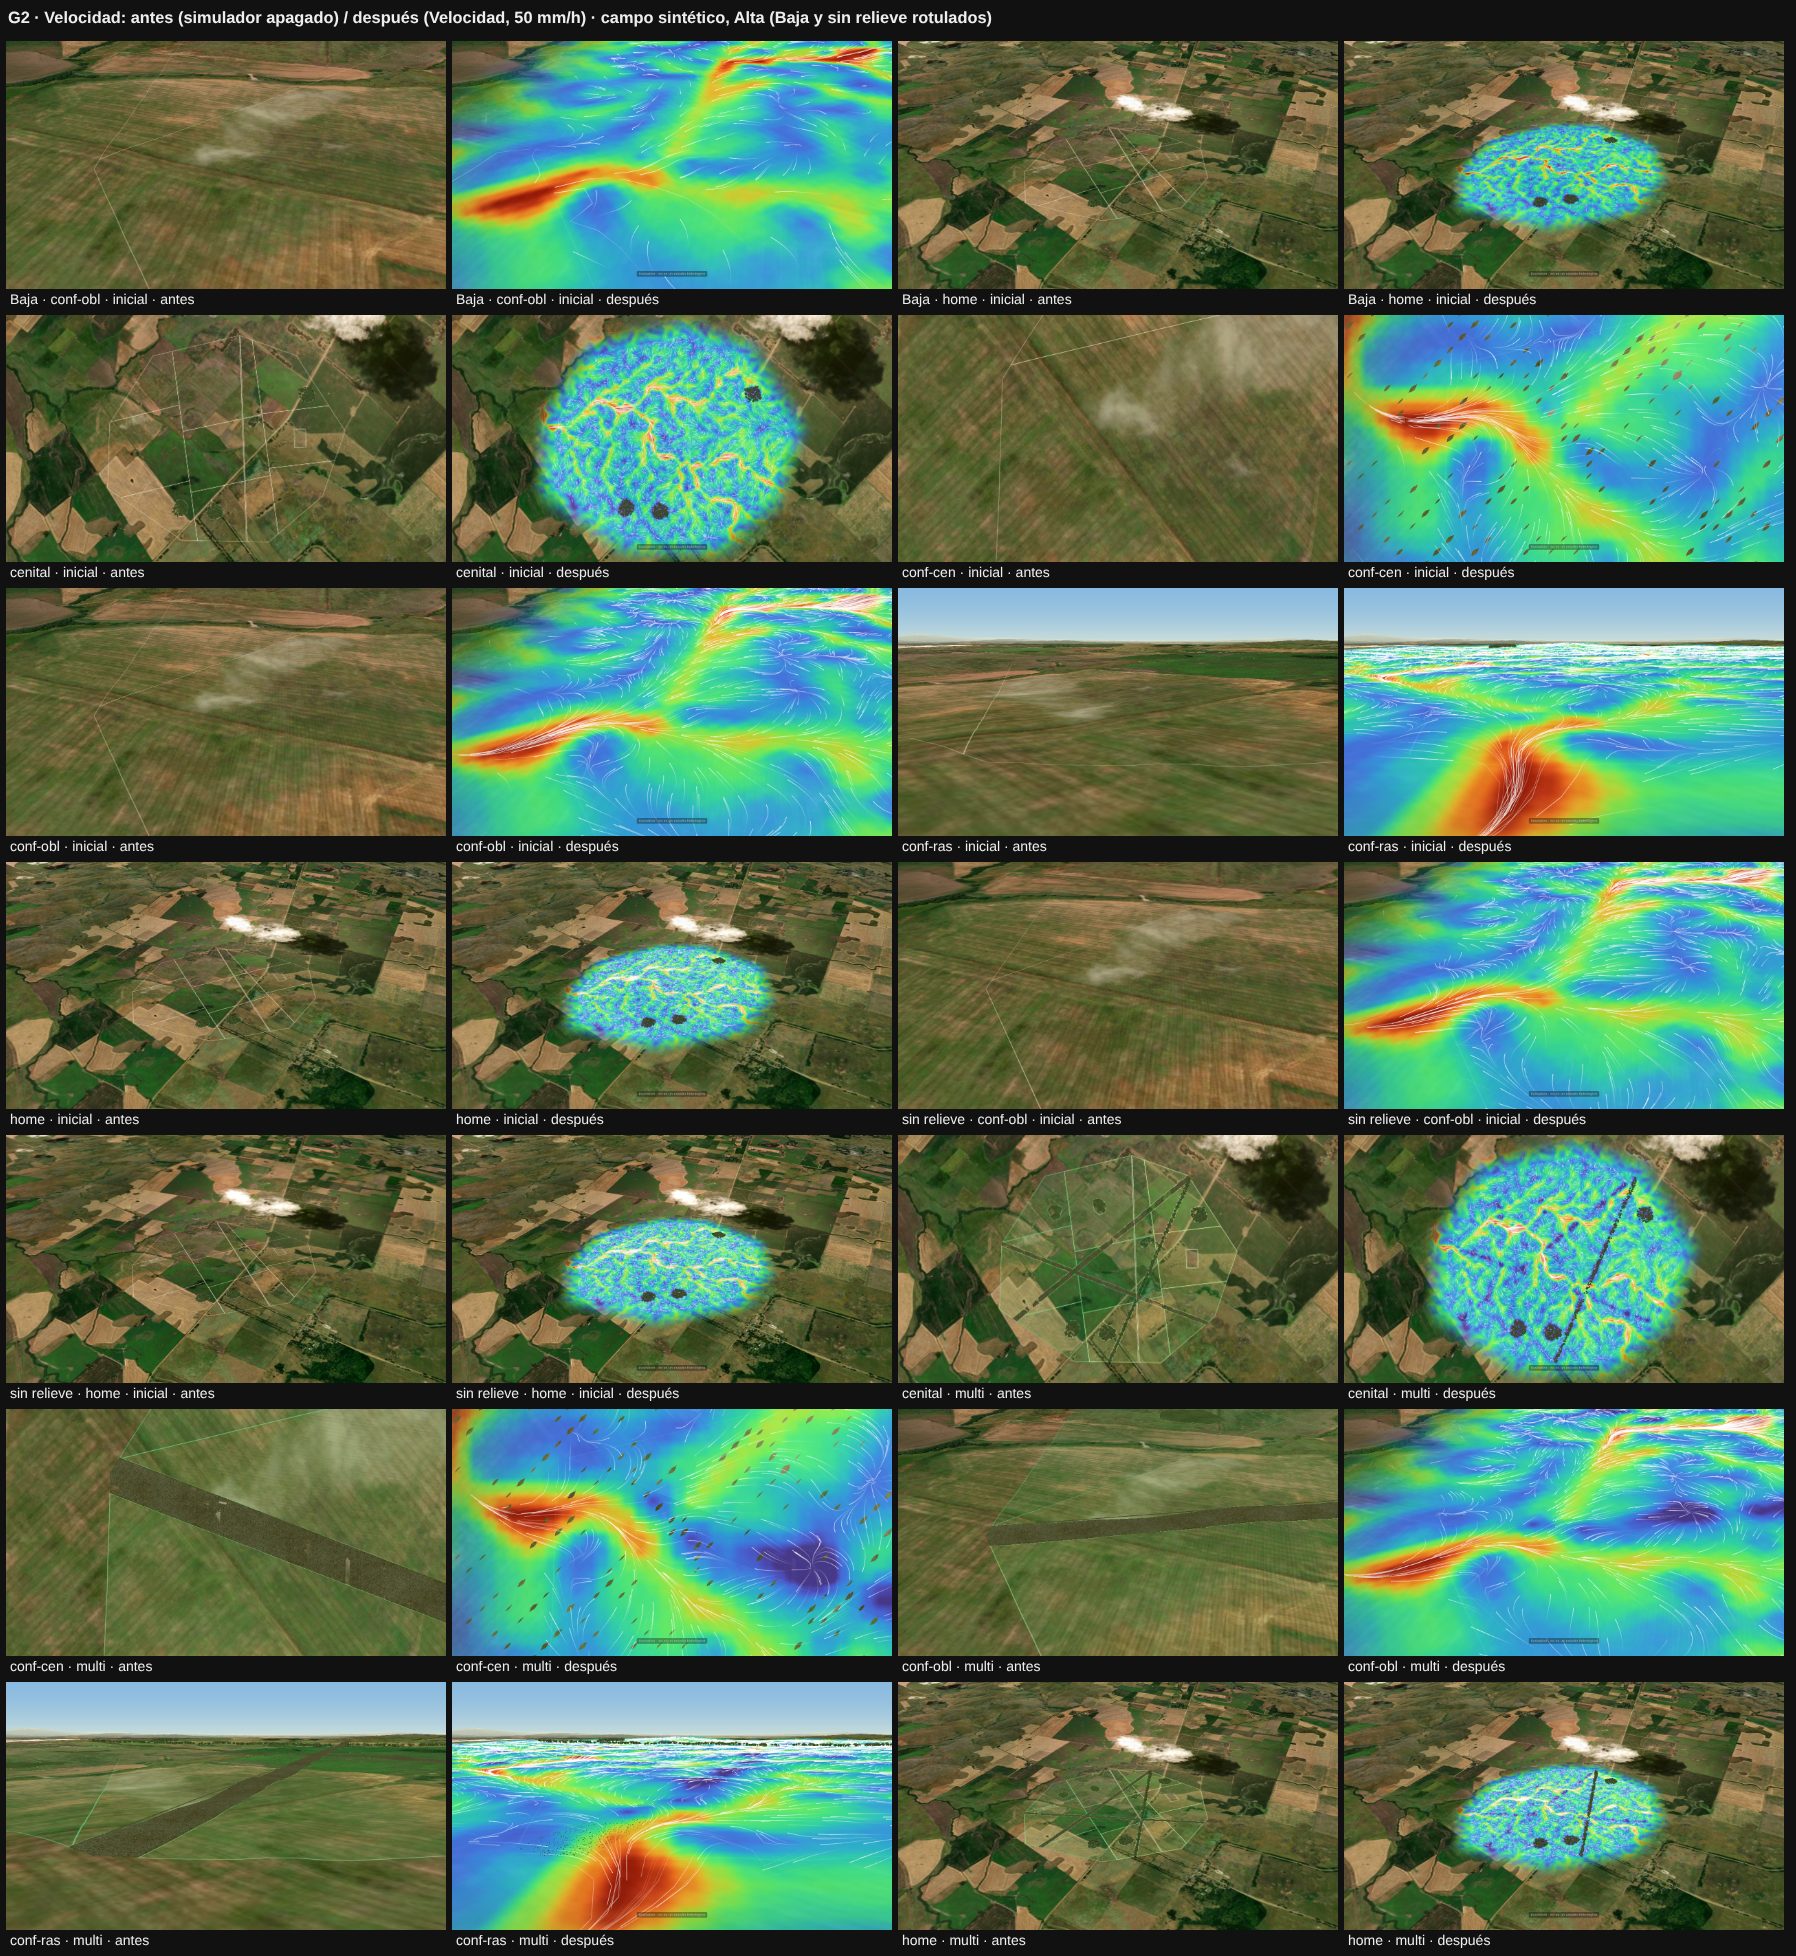 G2 · Velocidad: antes (simulador apagado) / después (Velocidad, 50 mm/h) · campo sintético, Alta (Baja y sin relieve rotulados)
Baja · conf-obl · inicial · antes
Baja · conf-obl · inicial · después
Baja · home · inicial · antes
Baja · home · inicial · después
cenital · inicial · antes
cenital · inicial · después
conf-cen · inicial · antes
conf-cen · inicial · después
conf-obl · inicial · antes
conf-obl · inicial · después
conf-ras · inicial · antes
conf-ras · inicial · después
home · inicial · antes
home · inicial · después
sin relieve · conf-obl · inicial · antes
sin relieve · conf-obl · inicial · después
sin relieve · home · inicial · antes
sin relieve · home · inicial · después
cenital · multi · antes
cenital · multi · después
conf-cen · multi · antes
conf-cen · multi · después
conf-obl · multi · antes
conf-obl · multi · después
conf-ras · multi · antes
conf-ras · multi · después
home · multi · antes
home · multi · después